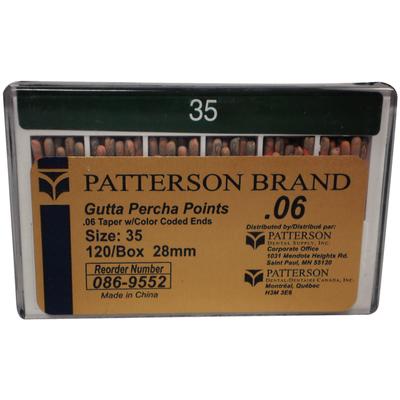 35
PATTERSON BRAND
Gutta Percha Points
.06 Taper w/Color Coded Ends
Size: 35
120/Box 28mm
Reorder Number
086-9552
Made in China
.06
Distributed by/Distribué par:
PATTERSON
DENTAL SUPPLY, INC.
Corporate Office
1031 Mendota Heights Rd.
Saint Paul, MN 55120
PATTERSON
DENTAL/DENTAIRE CANADA, INC.
Montréal, Québec
H3M 3E6